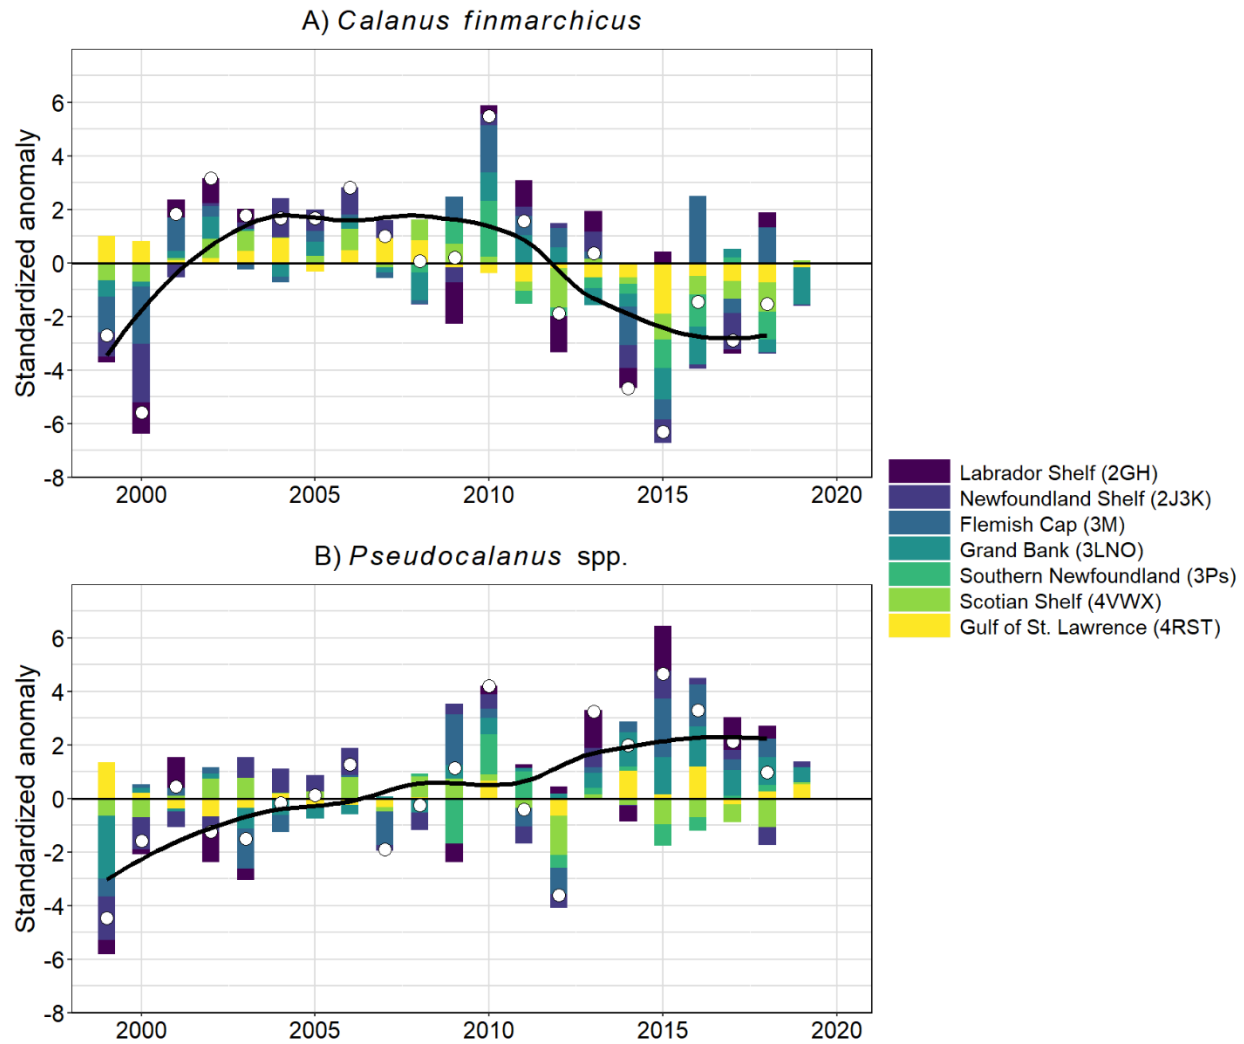 A) Calanus finmarchicus
Standardized anomaly
6
4
2
0
-2
-4
-6
-8
2000 2005 2010 2015 2020
Labrador Shelf (2GH)
Newfoundland Shelf (2J3K)
Flemish Cap (3M)
Grand Bank (3LNO)
Southern Newfoundland (3Ps)
Scotian Shelf (4VWX)
Gulf of St. Lawrence (4RST)
B) Pseudocalanus spp.
Standardized anomaly
6
4
2
0
-2
-4
-6
-8
2000 2005 2010 2015 2020